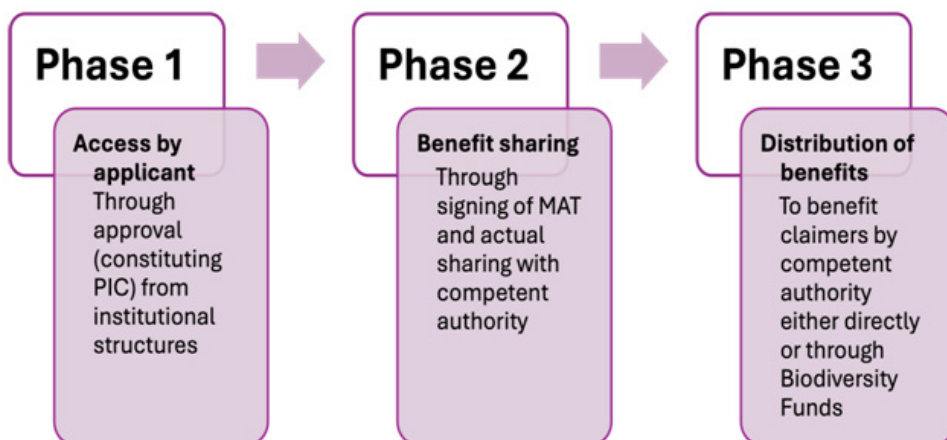 Phase 1
Access by
applicant
Through
approval
(constituting
PIC) from
institutional
structures
Phase 2
Benefit sharing
Through
signing of MAT
and actual
sharing with
competent
authority
Phase 3
Distribution of
benefits
To benefit
claimers by
competent
authority
either directly
or through
Biodiversity
Funds